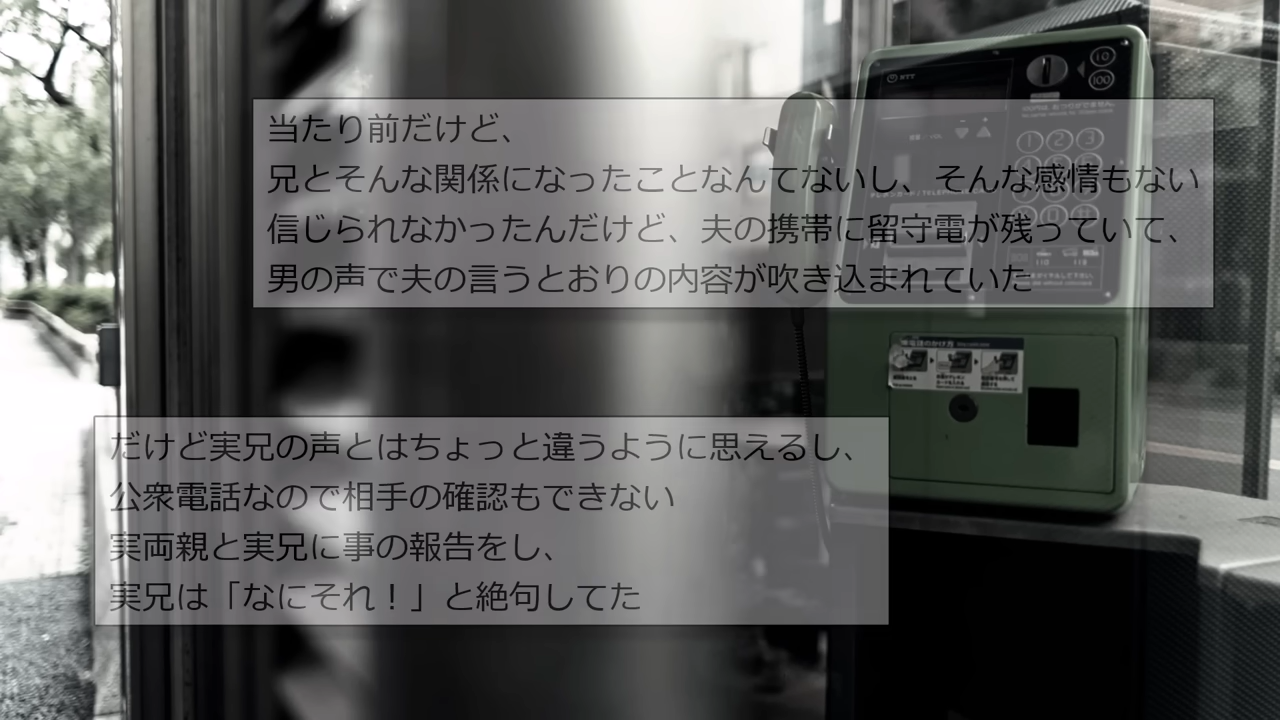 当たり前だけど、
兄とそんな関係になったことなんてないし、そんな感情もない
信じられなかったんだけど、夫の携帯に留守電が残っていて、
男の声で夫の言うとおりの内容が吹き込まれていた
だけど実兄の声とはちょっと違うように思えるし、
公衆電話なので相手の確認もできない
実両親と実兄に事の報告をし、
実兄は「なにそれ！」と絶句してた
NTT
10
100
1 2 3